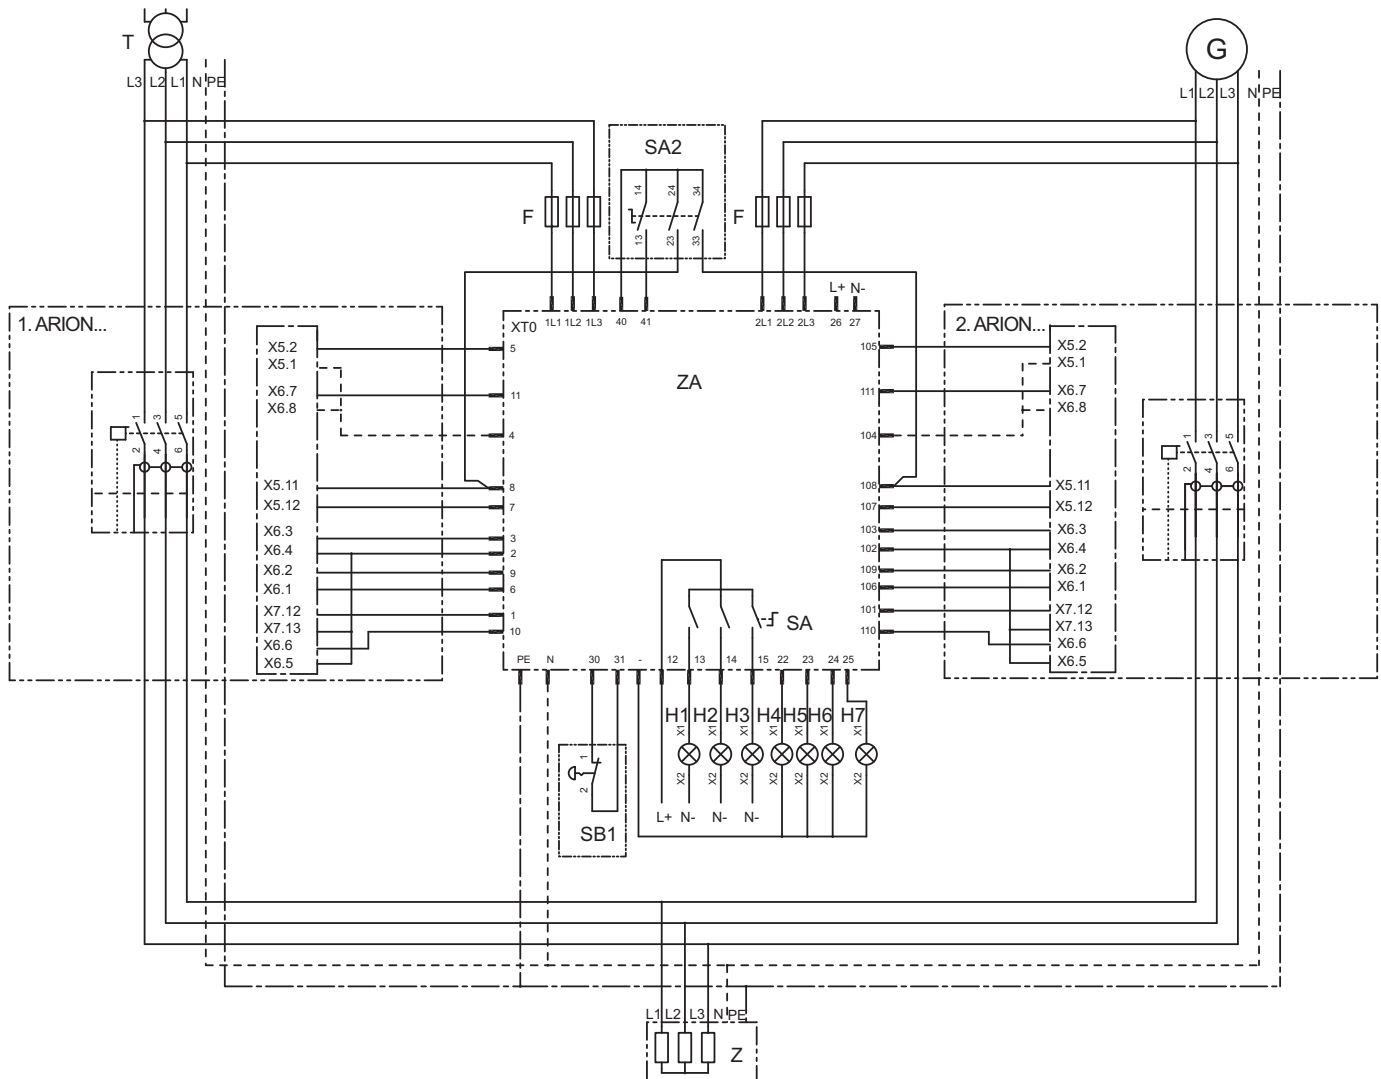 T
G
L3 L2 L1 N PE
L1 L2 L3 N PE
SA2
14 24 34
F
F
13 23 33
L+ N-
1. ARION...
2. ARION...
XT0 1L1 1L2 1L3 40 41 2L1 2L2 2L3 26 27
ZA
X5.2 5
X5.1
X6.7 11
X6.8
4
X5.11 8
X5.12 7
X6.3 3
X6.4 2
X6.2 9
X6.1 6
X7.12 1
X7.13
X6.6 10
X6.5
1 3 5
2 4 6
105 X5.2
X5.1
111 X6.7
X6.8
104
108 X5.11
107 X5.12
103 X6.3
102 X6.4
109 X6.2
106 X6.1
101 X7.12
X7.13
110 X6.6
X6.5
1 3 5
2 4 6
SA
PE N 30 31 - 12 13 14 15 22 23 24 25
H1 H2 H3 H4 H5 H6 H7
X1 X1 X1 X1 X1 X1 X1
X2 X2 X2 X2 X2 X2 X2
1
2
SB1
L+ N- N- N-
L1 L2 L3 N PE
Z